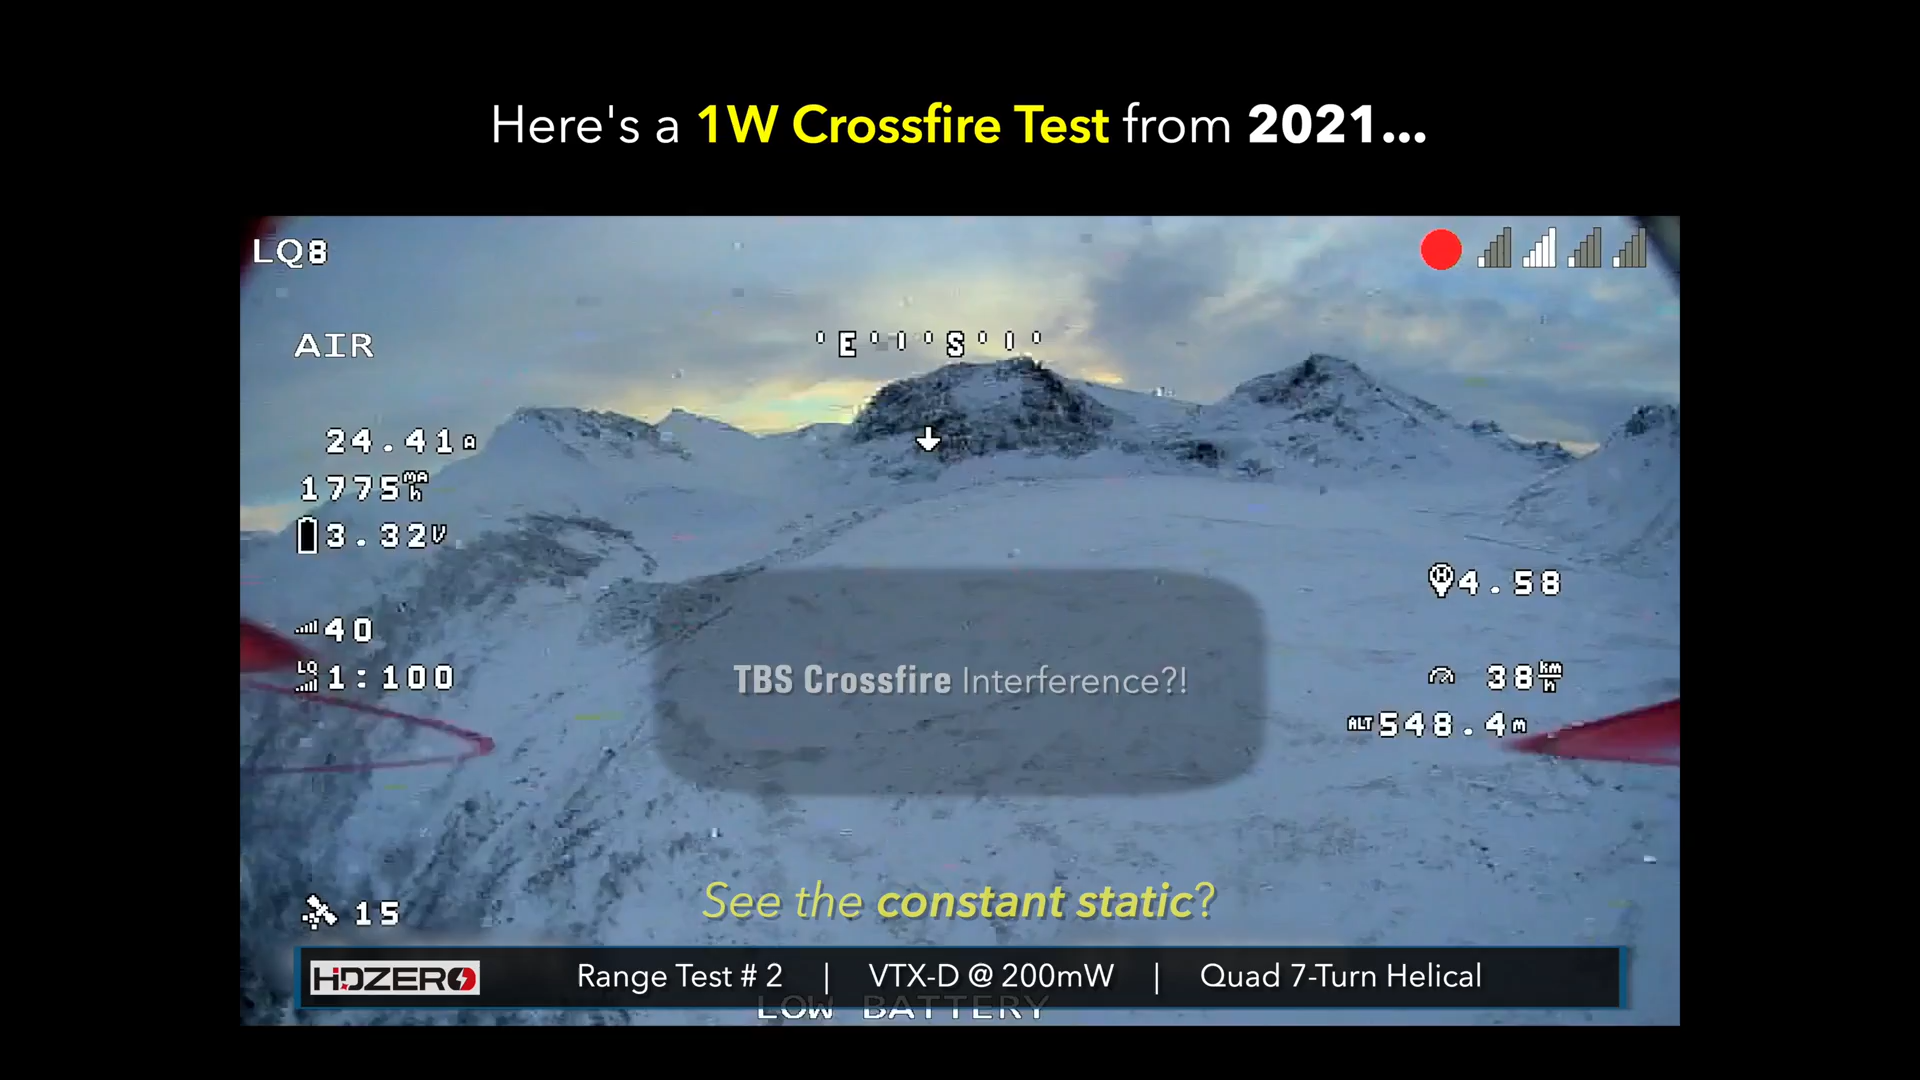 Here's a 1W Crossfire Test from 2021...
LQ8
AIR
' E ' I ' ' S ' I '
24.41A
1775mAh
3.32V
40
LQ 1:100
4.58
38km/h
ALT 548.4m
TBS Crossfire Interference?!
15
See the constant static?
HDZERO Range Test # 2 | VTX-D @ 200mW | Quad 7-Turn Helical
LOW BATTERY